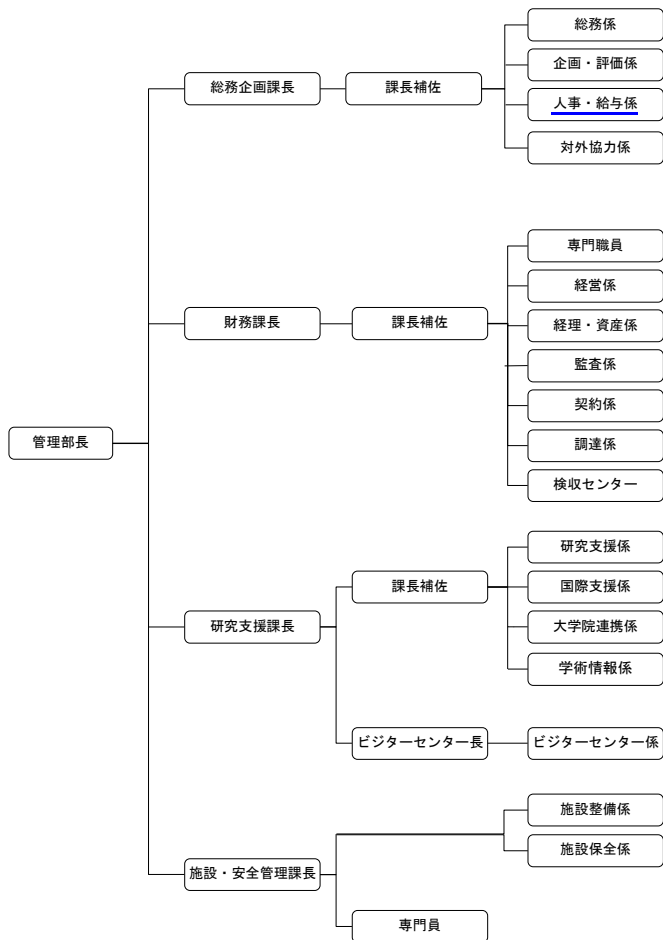 管理部長
総務企画課長
課長補佐
総務係
企画・評価係
人事・給与係
対外協力係
財務課長
課長補佐
専門職員
経営係
経理・資産係
監査係
契約係
調達係
検収センター
研究支援課長
課長補佐
研究支援係
国際支援係
大学院連携係
学術情報係
ビジターセンター長
ビジターセンター係
施設・安全管理課長
施設整備係
施設保全係
専門員